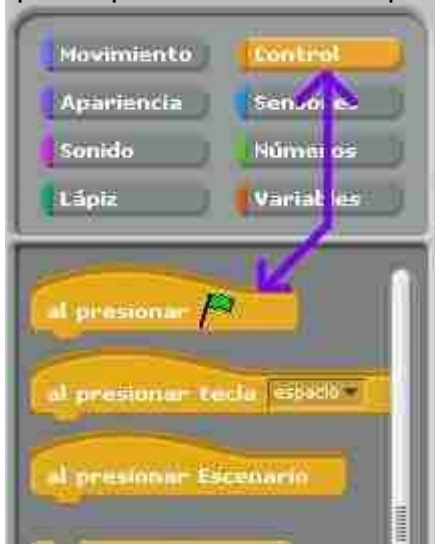 Movimiento Control
Apariencia Sensores
Sonido Números
Lápiz Variables
al presionar
al presionar tecla espacio
al presionar Escenario